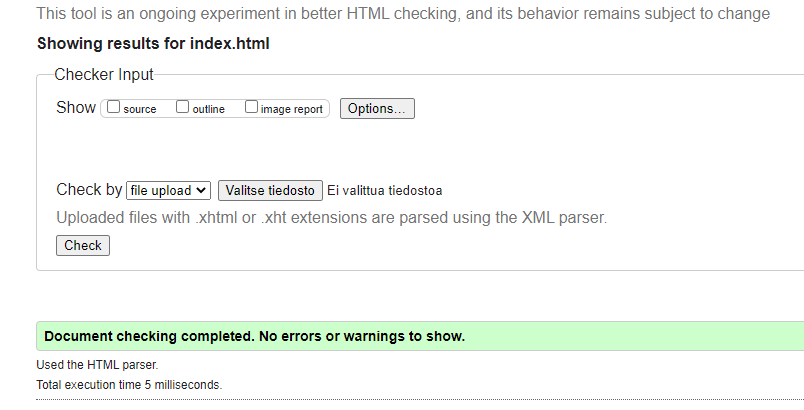 This tool is an ongoing experiment in better HTML checking, and its behavior remains subject to change
Showing results for index.html
Checker Input
Show source outline image report Options...
Check by file upload Valitse tiedosto Ei valittua tiedostoa
Uploaded files with .xhtml or .xht extensions are parsed using the XML parser.
Check
Document checking completed. No errors or warnings to show.
Used the HTML parser.
Total execution time 5 milliseconds.